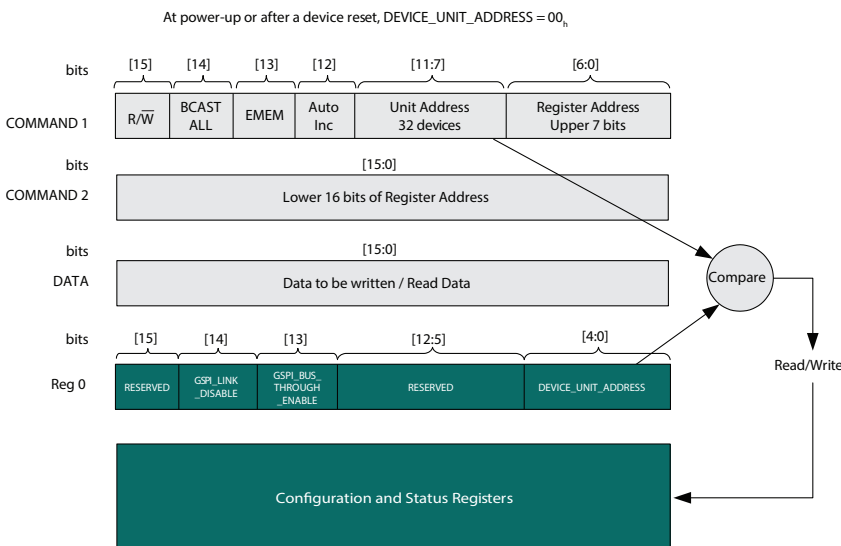 At power-up or after a device reset, DEVICE_UNIT_ADDRESS = 00h
bits [15] [14] [13] [12] [11:7] [6:0]
COMMAND 1
R/W̅
BCAST
ALL
EMEM
Auto
Inc
Unit Address
32 devices
Register Address
Upper 7 bits
bits [15:0]
COMMAND 2
Lower 16 bits of Register Address
bits [15:0]
DATA
Data to be written / Read Data
Compare
bits [15] [14] [13] [12:5] [4:0]
Reg 0
RESERVED
GSPI_LINK
_DISABLE
GSPI_BUS_
THROUGH
_ENABLE
RESERVED
DEVICE_UNIT_ADDRESS
Read/Write
Configuration and Status Registers